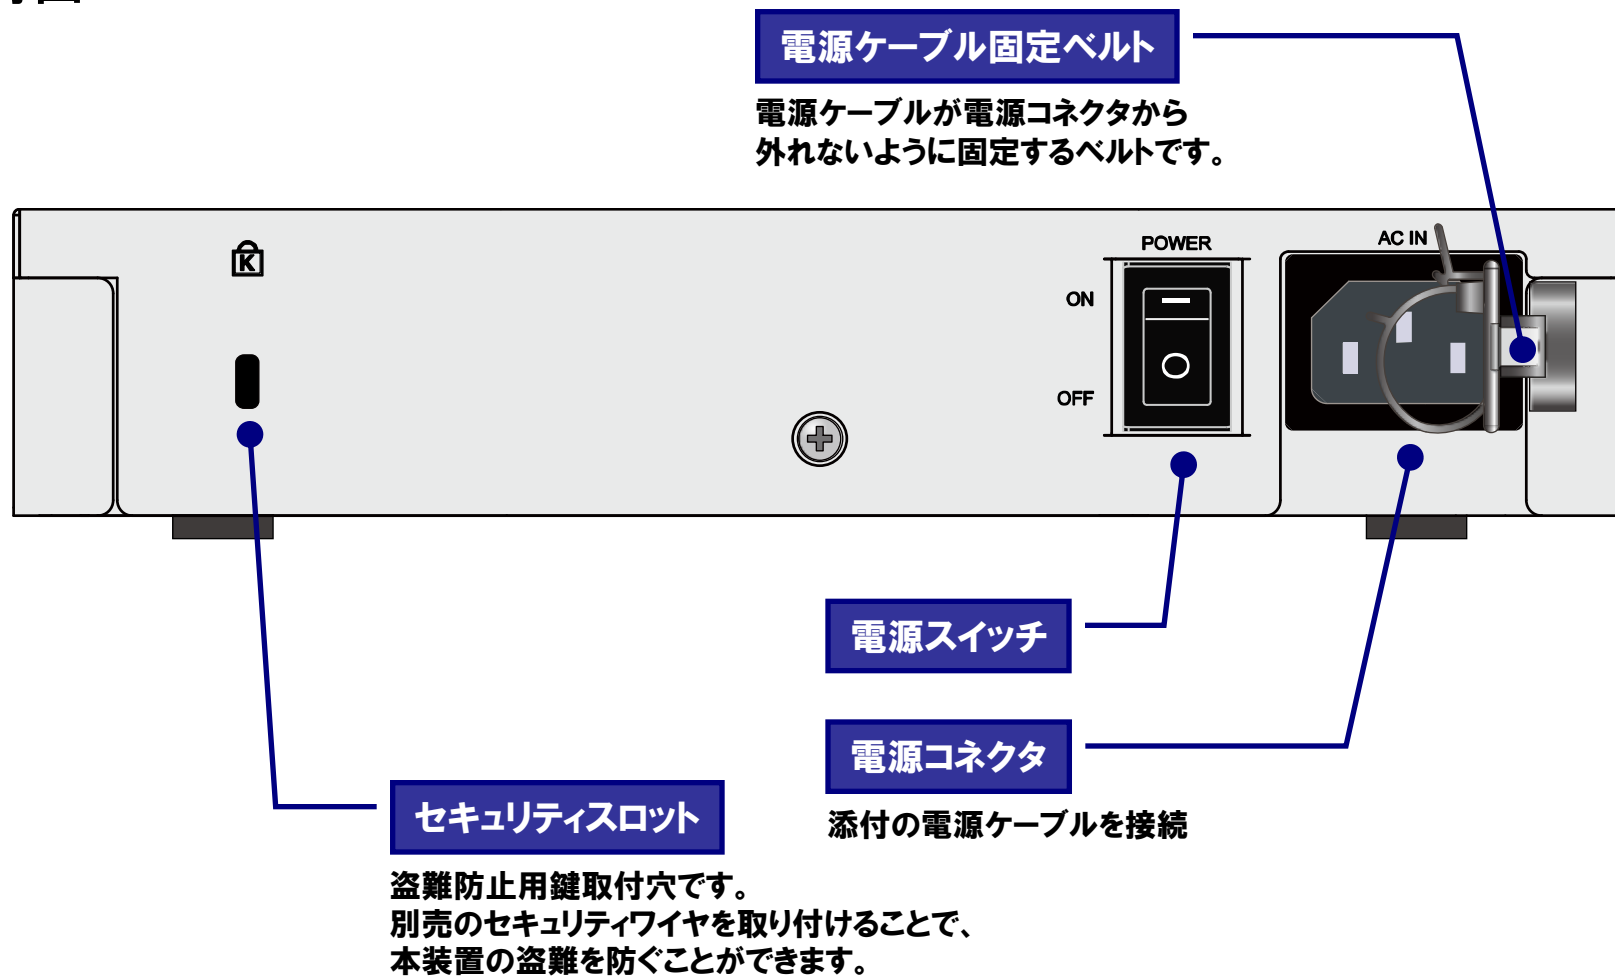 電源ケーブル固定ベルト
電源ケーブルが電源コネクタから
外れないように固定するベルトです。
K
POWER
ON
OFF
AC IN
電源スイッチ
電源コネクタ
添付の電源ケーブルを接続
セキュリティスロット
盗難防止用鍵取付穴です。
別売のセキュリティワイヤを取り付けることで、
本装置の盗難を防ぐことができます。